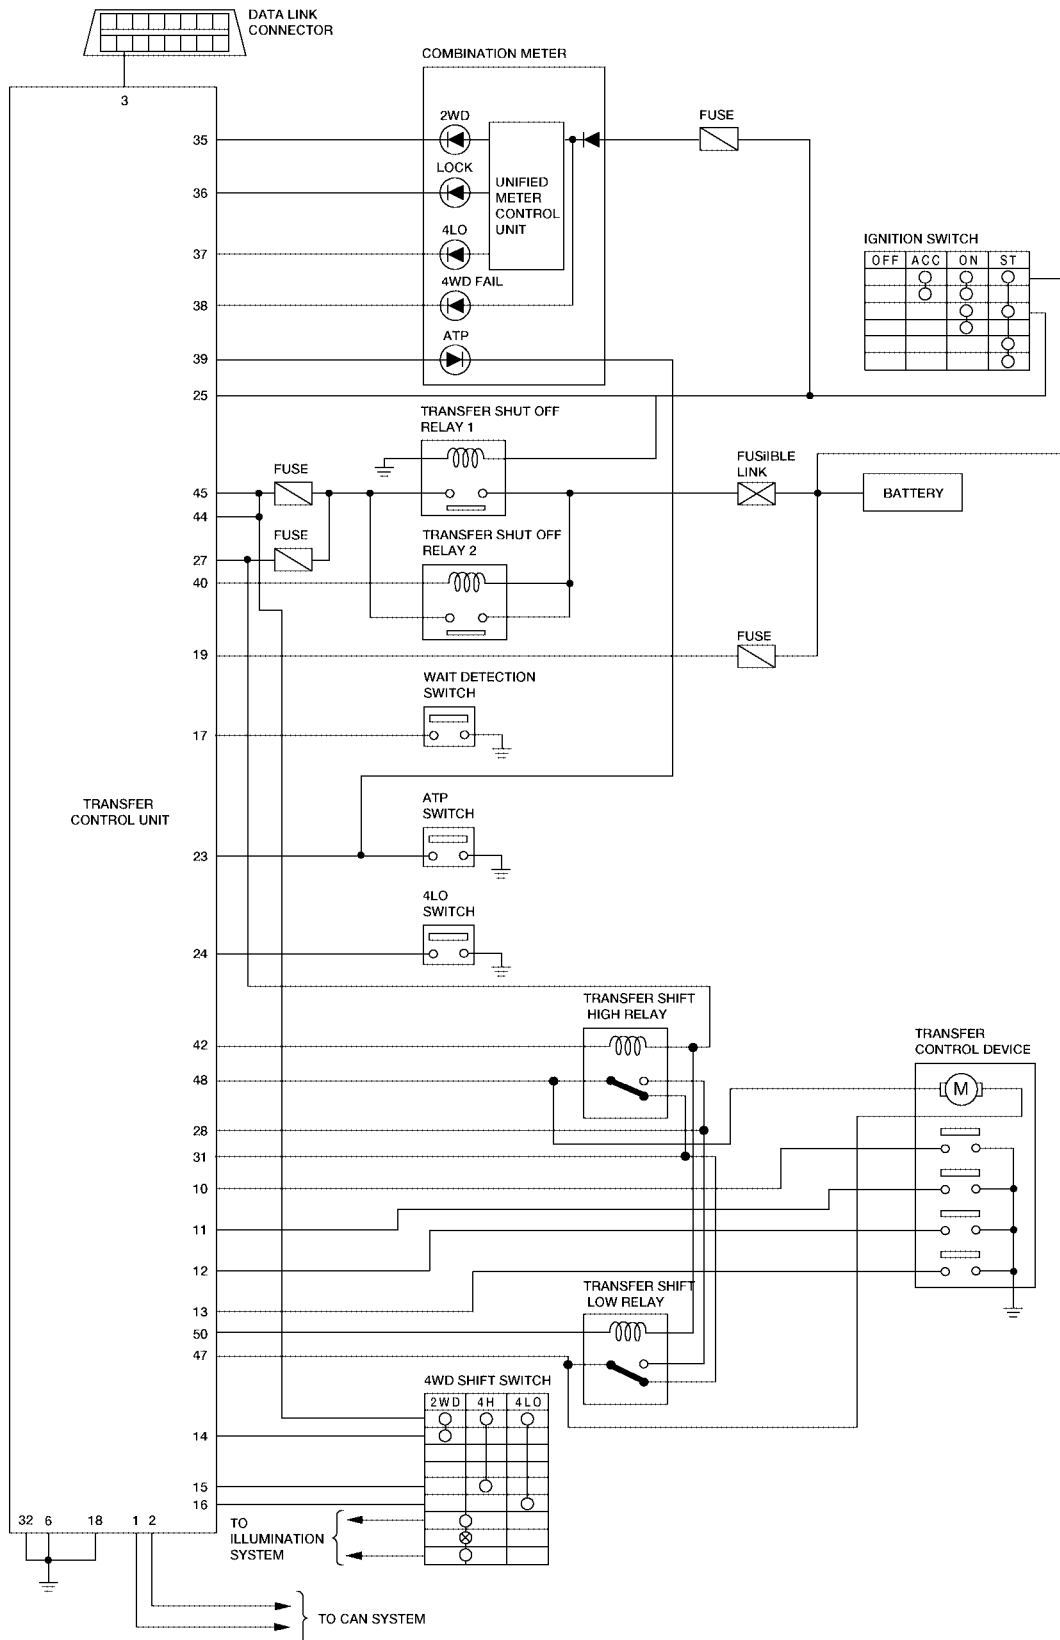 DATA LINK
CONNECTOR
3
COMBINATION METER
35
2WD
FUSE
36
LOCK
UNIFIED
METER
CONTROL
UNIT
37
4LO
38
4WD FAIL
39
ATP
IGNITION SWITCH
OFF ACC ON ST
25
TRANSFER SHUT OFF
RELAY 1
FUSE
45
44
FUSiIBLE
LINK
BATTERY
TRANSFER SHUT OFF
RELAY 2
FUSE
27
40
19
FUSE
WAIT DETECTION
SWITCH
17
TRANSFER
CONTROL UNIT
ATP
SWITCH
23
4LO
SWITCH
24
TRANSFER SHIFT
HIGH RELAY
42
48
28
31
10
11
12
13
50
47
TRANSFER
CONTROL DEVICE
M
TRANSFER SHIFT
LOW RELAY
4WD SHIFT SWITCH
2WD 4H 4LO
14
15
16
32 6 18 1 2
TO
ILLUMINATION
SYSTEM
TO CAN SYSTEM